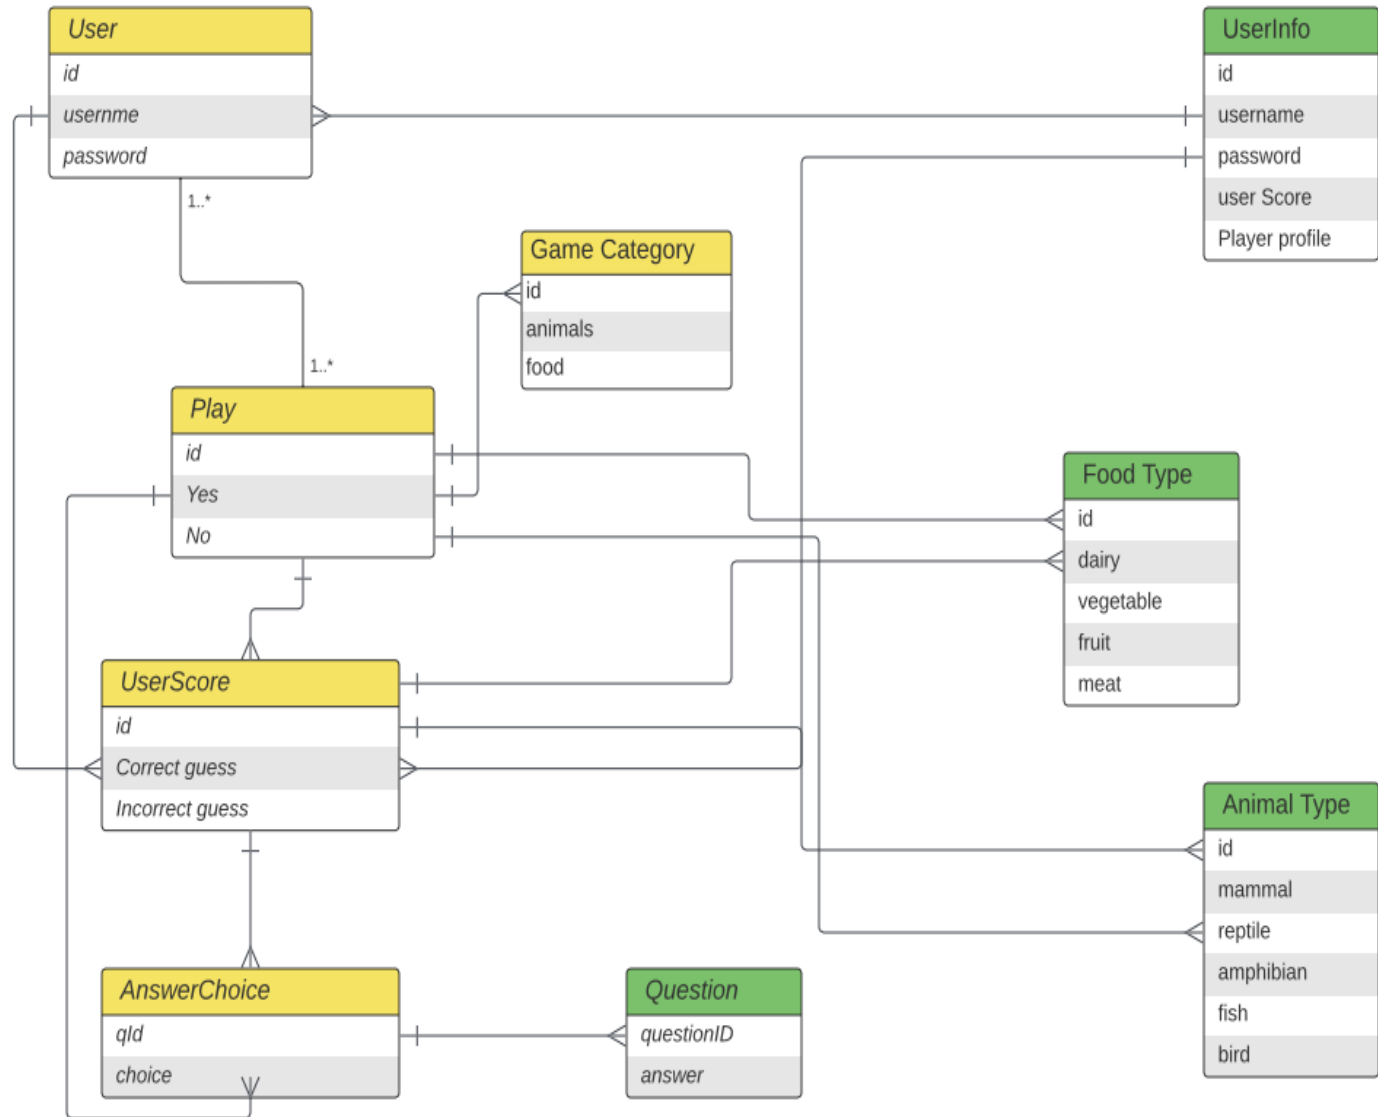 User
id
usernme
password
1..*
UserInfo
id
username
password
user Score
Player profile
Game Category
id
animals
food
1..*
Play
id
Yes
No
Food Type
id
dairy
vegetable
fruit
meat
UserScore
id
Correct guess
Incorrect guess
Animal Type
id
mammal
reptile
amphibian
fish
bird
AnswerChoice
qId
choice
Question
questionID
answer